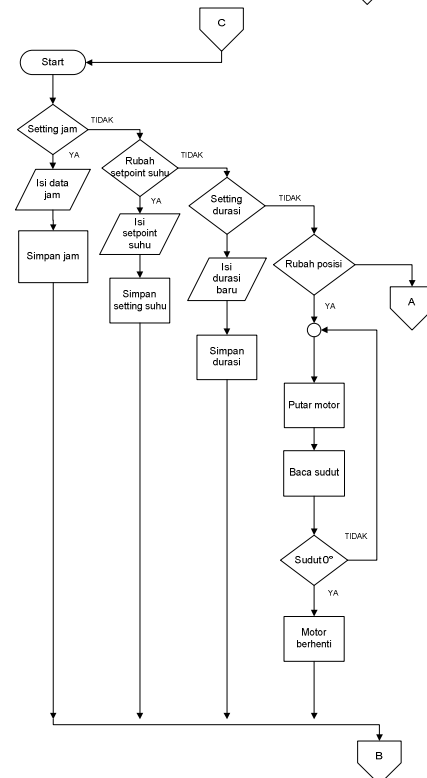 C
Start
Setting jam
TIDAK
YA
Isi data
jam
Simpan jam
Rubah
setpoint suhu
TIDAK
YA
Isi
setpoint
suhu
Simpan
setting suhu
Setting
durasi
TIDAK
Isi
durasi
baru
Simpan
durasi
Rubah posisi
YA
A
Putar motor
Baca sudut
TIDAK
Sudut 0°
YA
Motor
berhenti
B